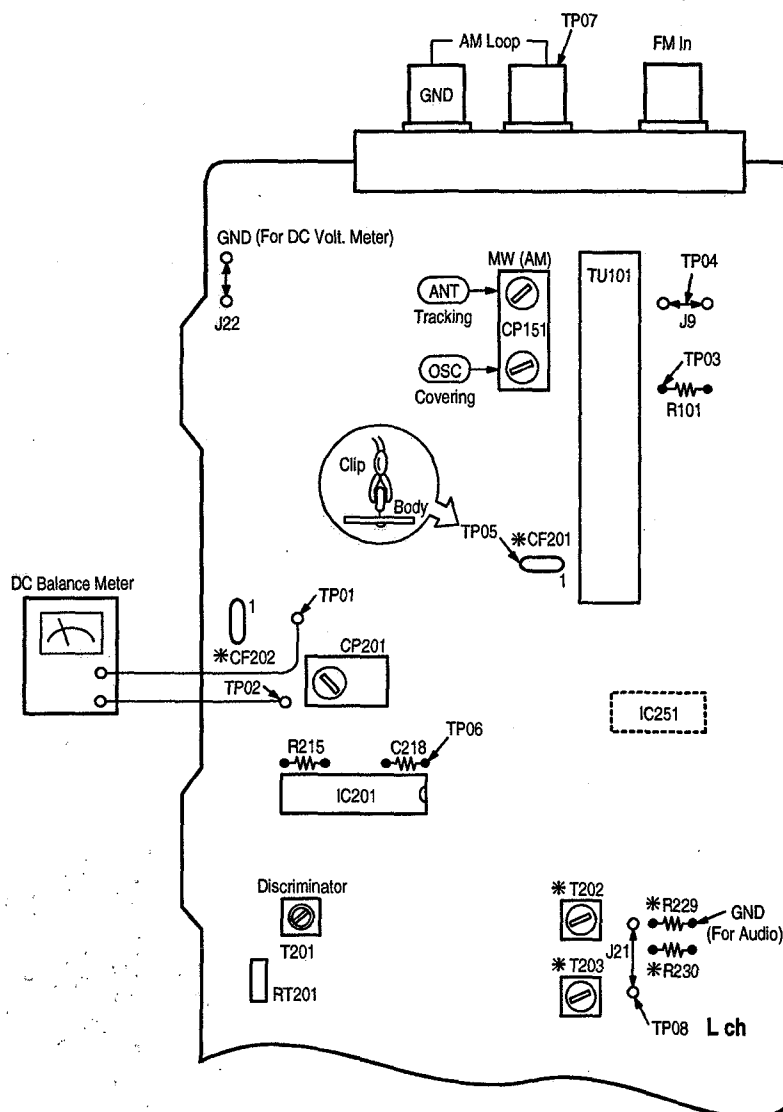 TP07
AM Loop
FM In
GND
GND (For DC Volt. Meter)
J22
MW (AM)
ANT
Tracking
CP151
OSC
Covering
TU101
TP04
J9
TP03
R101
Clip
Body
TP05
*CF201
1
DC Balance Meter
1
*CF202
TP01
CP201
TP02
IC251
R215
C218
TP06
IC201
Discriminator
T201
RT201
*T202
*R229
GND
(For Audio)
J21
*T203
*R230
TP08 L ch